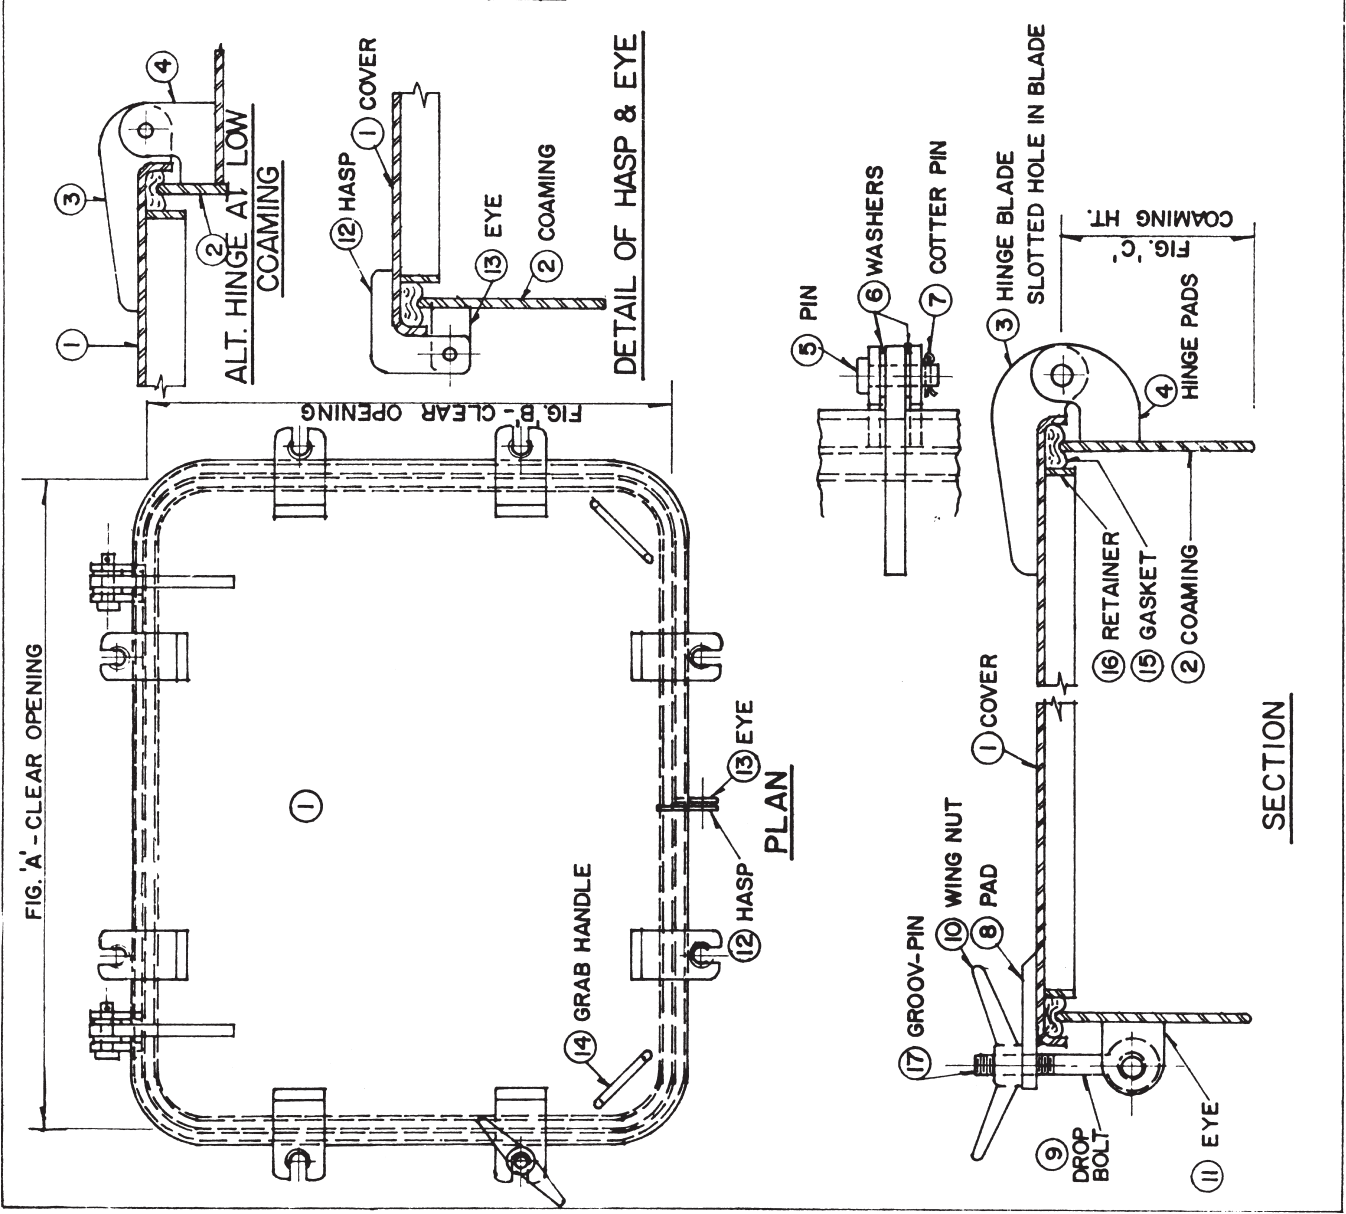 FIG. 'A' - CLEAR OPENING
FIG. 'B' - CLEAR OPENING
1
14 GRAB HANDLE
12 HASP
13 EYE
PLAN
3
4
1
2
ALT. HINGE AT LOW
COAMING
12 HASP
1 COVER
13 EYE
2 COAMING
DETAIL OF HASP & EYE
5 PIN
6 WASHERS
7 COTTER PIN
17 GROOV-PIN
10 WING NUT
8 PAD
1 COVER
16 RETAINER
15 GASKET
2 COAMING
3 HINGE BLADE
SLOTTED HOLE IN BLADE
4
HINGE PADS
FIG. 'C'
COAMING HT.
9
DROP
BOLT
11 EYE
SECTION